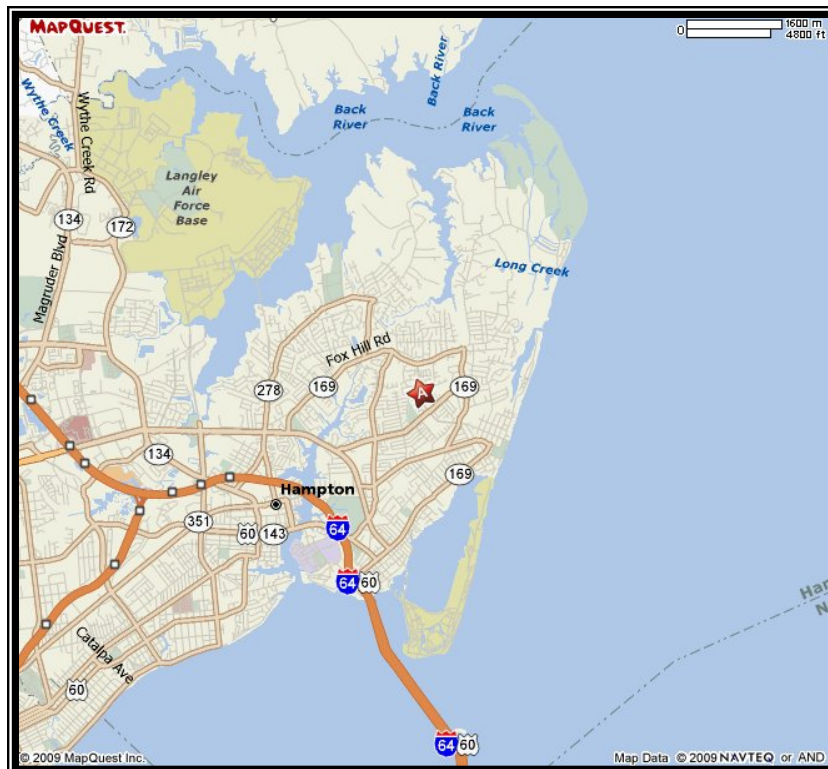 MAPQUEST.
0
1600 m
4800 ft
Back
River
Back River
Back
River
Wythe Creek
Wythe Creek Rd
Langley
Air
Force
Base
134
172
Magruder Blvd
Long Creek
Fox Hill Rd
278
169
A
169
134
169
Hampton
351
60
143
64
64
60
Catalpa Ave
60
64
60
Har
N
© 2009 MapQuest Inc.
Map Data © 2009 NAVTEQ or AND